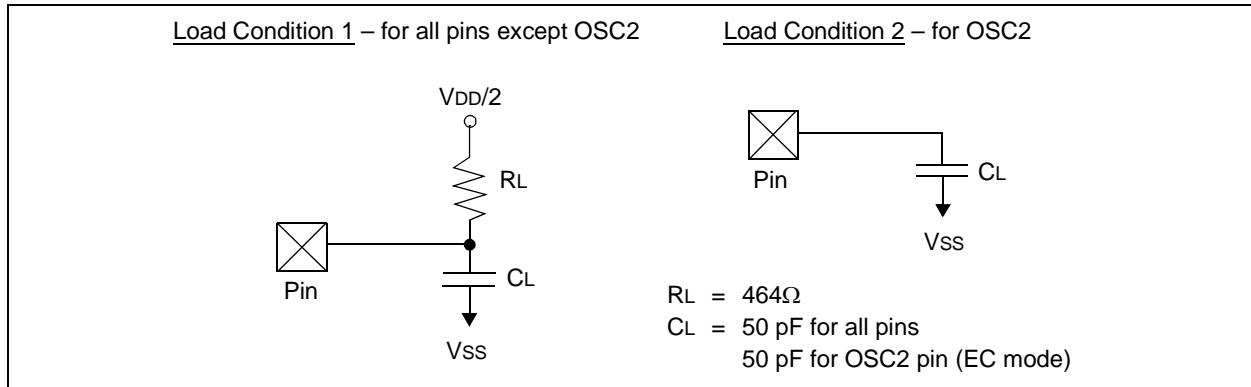 Load Condition 1 – for all pins except OSC2
VDD/2
RL
Pin
CL
VSS
Load Condition 2 – for OSC2
Pin
CL
VSS
RL = 464Ω
CL = 50 pF for all pins
50 pF for OSC2 pin (EC mode)